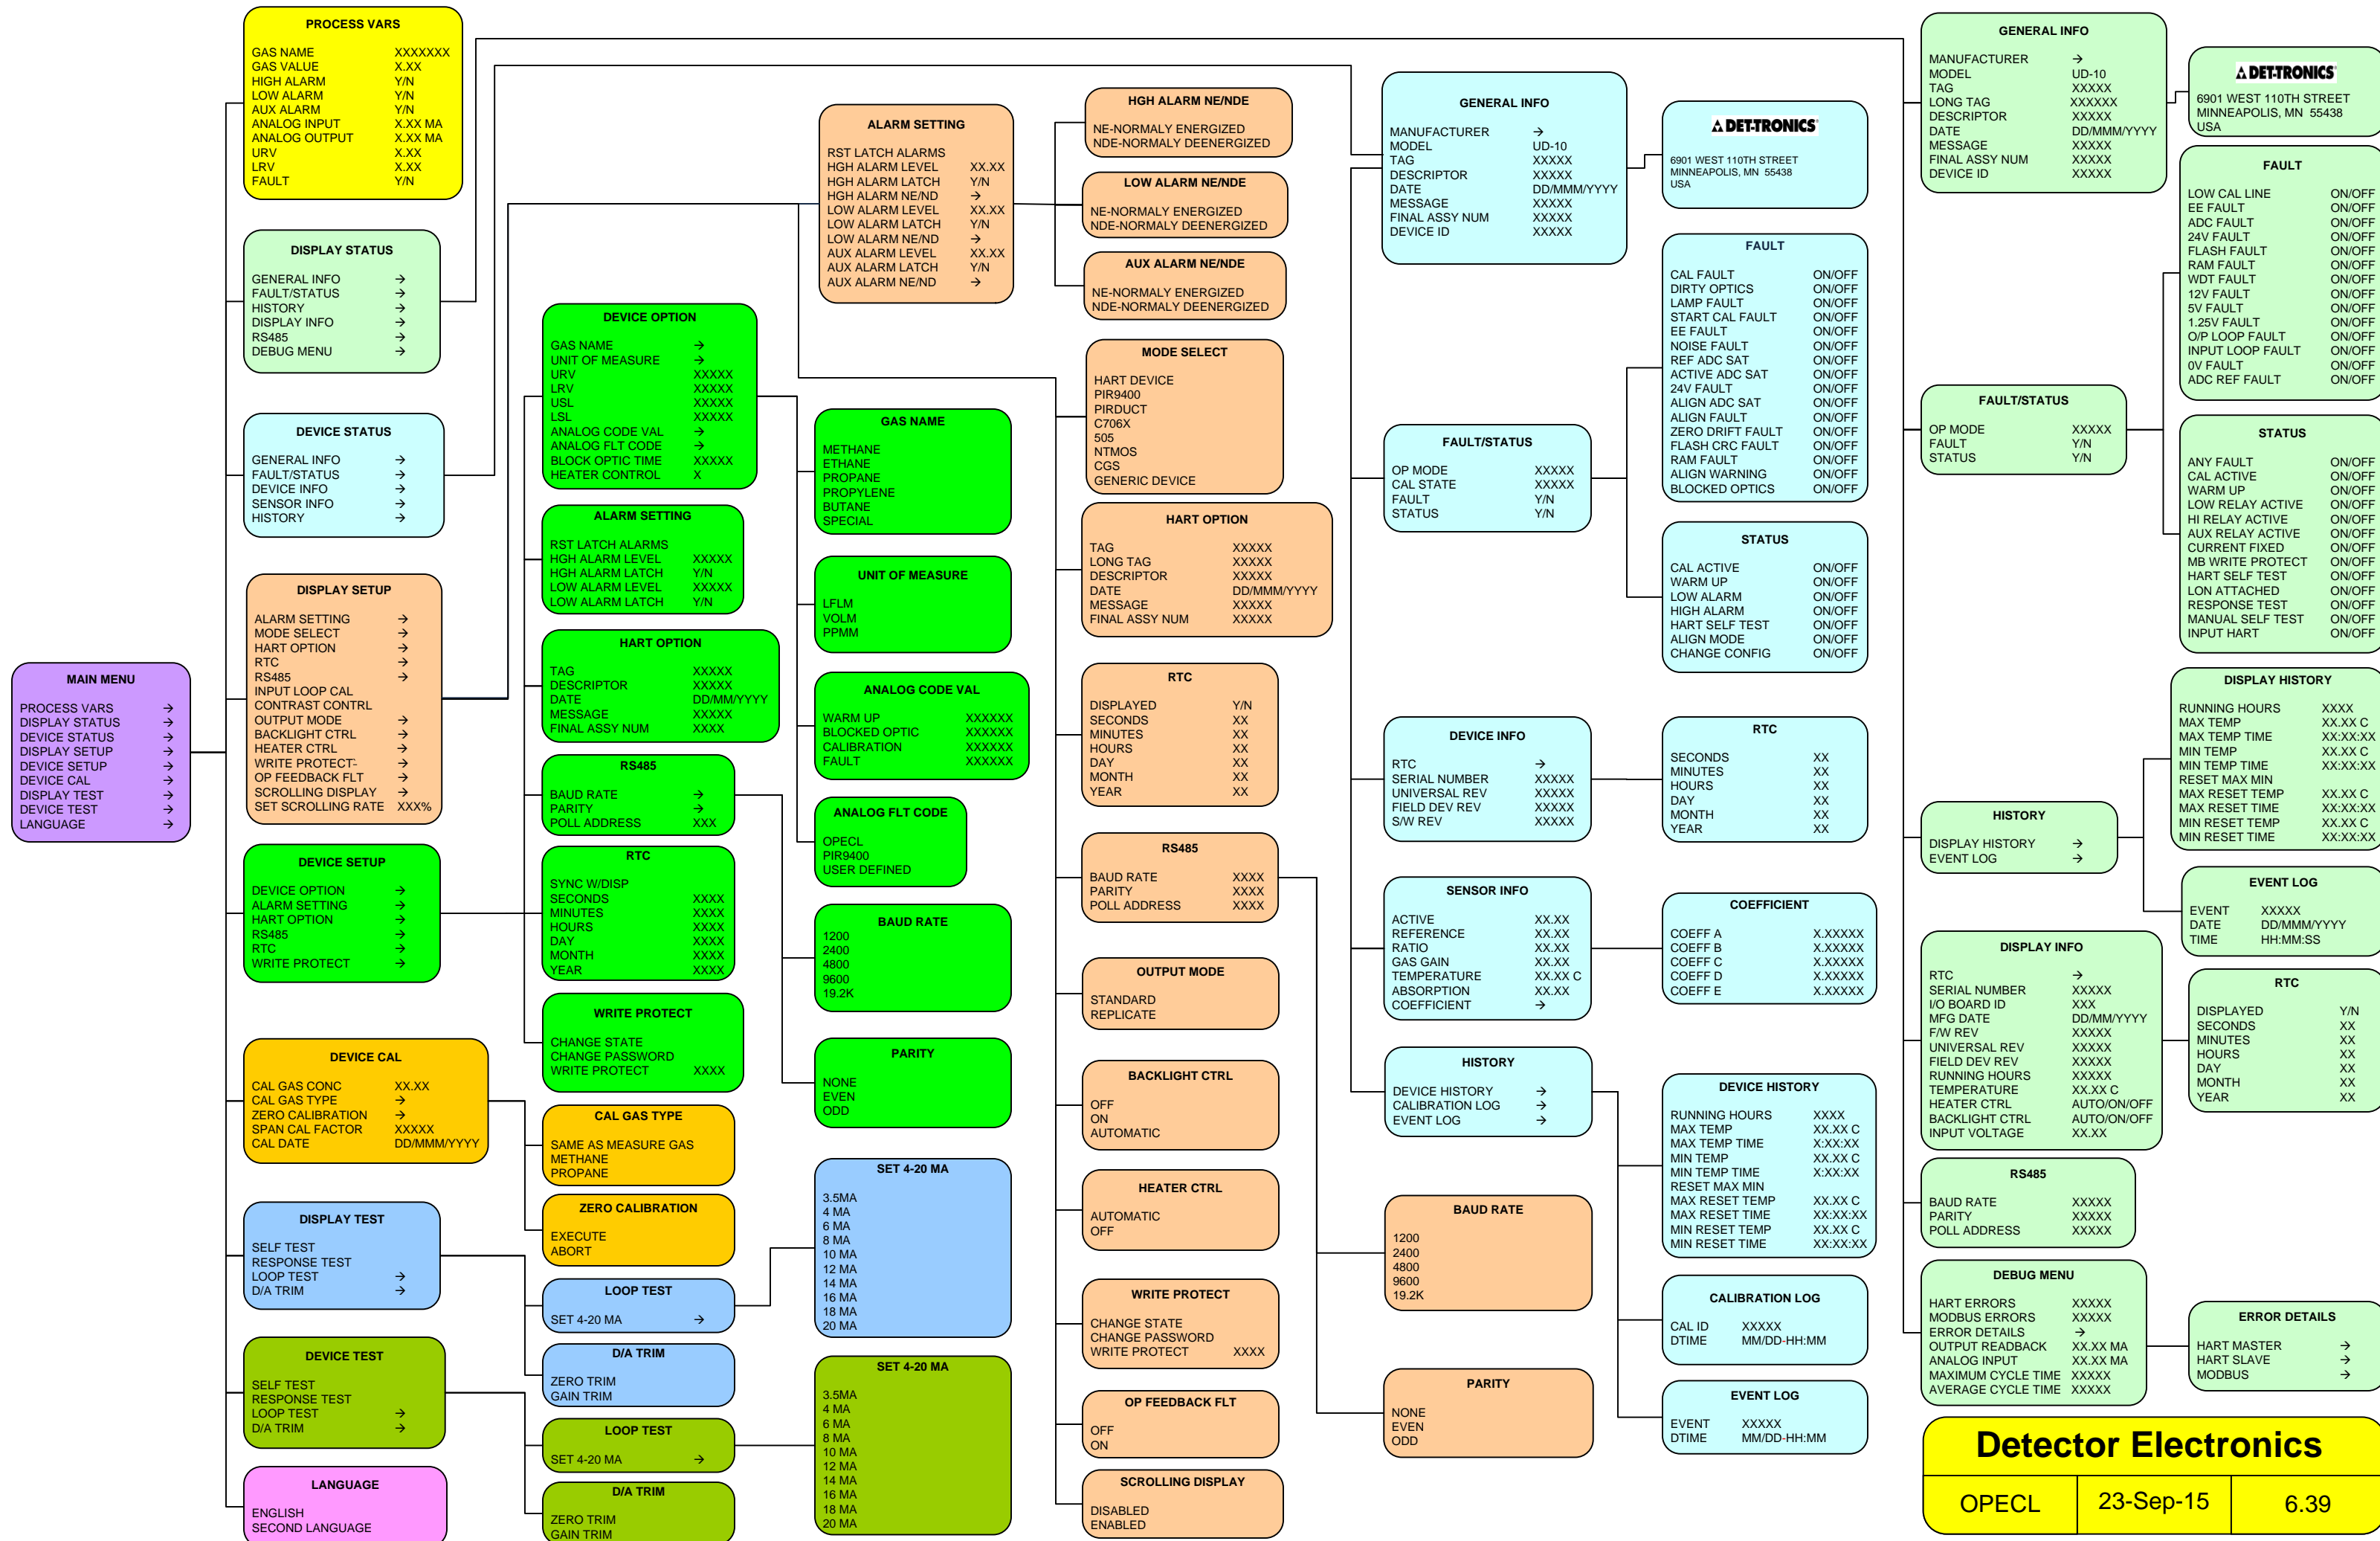 MAIN MENU
PROCESS VARS →
DISPLAY STATUS →
DEVICE STATUS →
DISPLAY SETUP →
DEVICE SETUP →
DEVICE CAL →
DISPLAY TEST →
DEVICE TEST →
LANGUAGE →
PROCESS VARS
GAS NAME XXXXXXX
GAS VALUE X.XX
HIGH ALARM Y/N
LOW ALARM Y/N
AUX ALARM Y/N
ANALOG INPUT X.XX MA
ANALOG OUTPUT X.XX MA
URV X.XX
LRV X.XX
FAULT Y/N
DISPLAY STATUS
GENERAL INFO →
FAULT/STATUS →
HISTORY →
DISPLAY INFO →
RS485 →
DEBUG MENU →
DEVICE STATUS
GENERAL INFO →
FAULT/STATUS →
DEVICE INFO →
SENSOR INFO →
HISTORY →
DISPLAY SETUP
ALARM SETTING →
MODE SELECT →
HART OPTION →
RTC →
RS485 →
INPUT LOOP CAL
CONTRAST CONTRL
OUTPUT MODE →
BACKLIGHT CTRL →
HEATER CTRL →
WRITE PROTECT- →
OP FEEDBACK FLT →
SCROLLING DISPLAY →
SET SCROLLING RATE XXX%
DEVICE SETUP
DEVICE OPTION →
ALARM SETTING →
HART OPTION →
RS485 →
RTC →
WRITE PROTECT →
DEVICE CAL
CAL GAS CONC XX.XX
CAL GAS TYPE →
ZERO CALIBRATION →
SPAN CAL FACTOR XXXXX
CAL DATE DD/MMM/YYYY
DISPLAY TEST
SELF TEST
RESPONSE TEST
LOOP TEST →
D/A TRIM →
DEVICE TEST
SELF TEST
RESPONSE TEST
LOOP TEST →
D/A TRIM →
LANGUAGE
ENGLISH
SECOND LANGUAGE
DEVICE OPTION
GAS NAME →
UNIT OF MEASURE →
URV XXXXX
LRV XXXXX
USL XXXXX
LSL XXXXX
ANALOG CODE VAL →
ANALOG FLT CODE →
BLOCK OPTIC TIME XXXXX
HEATER CONTROL X
ALARM SETTING
RST LATCH ALARMS
HGH ALARM LEVEL XXXXX
HGH ALARM LATCH Y/N
LOW ALARM LEVEL XXXXX
LOW ALARM LATCH Y/N
HART OPTION
TAG XXXXX
DESCRIPTOR XXXXX
DATE DD/MM/YYYY
MESSAGE XXXXX
FINAL ASSY NUM XXXX
RS485
BAUD RATE →
PARITY →
POLL ADDRESS XXX
RTC
SYNC W/DISP
SECONDS XXXX
MINUTES XXXX
HOURS XXXX
DAY XXXX
MONTH XXXX
YEAR XXXX
WRITE PROTECT
CHANGE STATE
CHANGE PASSWORD
WRITE PROTECT XXXX
CAL GAS TYPE
SAME AS MEASURE GAS
METHANE
PROPANE
ZERO CALIBRATION
EXECUTE
ABORT
LOOP TEST
SET 4-20 MA →
D/A TRIM
ZERO TRIM
GAIN TRIM
LOOP TEST
SET 4-20 MA →
D/A TRIM
ZERO TRIM
GAIN TRIM
ALARM SETTING
RST LATCH ALARMS
HGH ALARM LEVEL XX.XX
HGH ALARM LATCH Y/N
HGH ALARM NE/ND →
LOW ALARM LEVEL XX.XX
LOW ALARM LATCH Y/N
LOW ALARM NE/ND →
AUX ALARM LEVEL XX.XX
AUX ALARM LATCH Y/N
AUX ALARM NE/ND →
GAS NAME
METHANE
ETHANE
PROPANE
PROPYLENE
BUTANE
SPECIAL
UNIT OF MEASURE
LFLM
VOLM
PPMM
ANALOG CODE VAL
WARM UP XXXXXX
BLOCKED OPTIC XXXXXX
CALIBRATION XXXXXX
FAULT XXXXXX
ANALOG FLT CODE
OPECL
PIR9400
USER DEFINED
BAUD RATE
1200
2400
4800
9600
19.2K
PARITY
NONE
EVEN
ODD
SET 4-20 MA
3.5MA
4 MA
6 MA
8 MA
10 MA
12 MA
14 MA
16 MA
18 MA
20 MA
SET 4-20 MA
3.5MA
4 MA
6 MA
8 MA
10 MA
12 MA
14 MA
16 MA
18 MA
20 MA
HGH ALARM NE/NDE
NE-NORMALY ENERGIZED
NDE-NORMALY DEENERGIZED
LOW ALARM NE/NDE
NE-NORMALY ENERGIZED
NDE-NORMALY DEENERGIZED
AUX ALARM NE/NDE
NE-NORMALY ENERGIZED
NDE-NORMALY DEENERGIZED
MODE SELECT
HART DEVICE
PIR9400
PIRDUCT
C706X
505
NTMOS
CGS
GENERIC DEVICE
HART OPTION
TAG XXXXX
LONG TAG XXXXX
DESCRIPTOR XXXXX
DATE DD/MMM/YYYY
MESSAGE XXXXX
FINAL ASSY NUM XXXXX
RTC
DISPLAYED Y/N
SECONDS XX
MINUTES XX
HOURS XX
DAY XX
MONTH XX
YEAR XX
RS485
BAUD RATE XXXX
PARITY XXXX
POLL ADDRESS XXXX
OUTPUT MODE
STANDARD
REPLICATE
BACKLIGHT CTRL
OFF
ON
AUTOMATIC
HEATER CTRL
AUTOMATIC
OFF
WRITE PROTECT
CHANGE STATE
CHANGE PASSWORD
WRITE PROTECT XXXX
OP FEEDBACK FLT
OFF
ON
SCROLLING DISPLAY
DISABLED
ENABLED
GENERAL INFO
MANUFACTURER →
MODEL UD-10
TAG XXXXX
DESCRIPTOR XXXXX
DATE DD/MMM/YYYY
MESSAGE XXXXX
FINAL ASSY NUM XXXXX
DEVICE ID XXXXX
FAULT/STATUS
OP MODE XXXXX
CAL STATE XXXXX
FAULT Y/N
STATUS Y/N
DEVICE INFO
RTC →
SERIAL NUMBER XXXXX
UNIVERSAL REV XXXXX
FIELD DEV REV XXXXX
S/W REV XXXXX
SENSOR INFO
ACTIVE XX.XX
REFERENCE XX.XX
RATIO XX.XX
GAS GAIN XX.XX
TEMPERATURE XX.XX C
ABSORPTION XX.XX
COEFFICIENT →
HISTORY
DEVICE HISTORY →
CALIBRATION LOG →
EVENT LOG →
BAUD RATE
1200
2400
4800
9600
19.2K
PARITY
NONE
EVEN
ODD
DET-TRONICS
6901 WEST 110TH STREET
MINNEAPOLIS, MN 55438
USA
FAULT
CAL FAULT ON/OFF
DIRTY OPTICS ON/OFF
LAMP FAULT ON/OFF
START CAL FAULT ON/OFF
EE FAULT ON/OFF
NOISE FAULT ON/OFF
REF ADC SAT ON/OFF
ACTIVE ADC SAT ON/OFF
24V FAULT ON/OFF
ALIGN ADC SAT ON/OFF
ALIGN FAULT ON/OFF
ZERO DRIFT FAULT ON/OFF
FLASH CRC FAULT ON/OFF
RAM FAULT ON/OFF
ALIGN WARNING ON/OFF
BLOCKED OPTICS ON/OFF
STATUS
CAL ACTIVE ON/OFF
WARM UP ON/OFF
LOW ALARM ON/OFF
HIGH ALARM ON/OFF
HART SELF TEST ON/OFF
ALIGN MODE ON/OFF
CHANGE CONFIG ON/OFF
RTC
SECONDS XX
MINUTES XX
HOURS XX
DAY XX
MONTH XX
YEAR XX
COEFFICIENT
COEFF A X.XXXXX
COEFF B X.XXXXX
COEFF C X.XXXXX
COEFF D X.XXXXX
COEFF E X.XXXXX
DEVICE HISTORY
RUNNING HOURS XXXX
MAX TEMP XX.XX C
MAX TEMP TIME X:XX:XX
MIN TEMP XX.XX C
MIN TEMP TIME X:XX:XX
RESET MAX MIN
MAX RESET TEMP XX.XX C
MAX RESET TIME XX:XX:XX
MIN RESET TEMP XX.XX C
MIN RESET TIME XX:XX:XX
CALIBRATION LOG
CAL ID XXXXX
DTIME MM/DD-HH:MM
EVENT LOG
EVENT XXXXX
DTIME MM/DD-HH:MM
GENERAL INFO
MANUFACTURER →
MODEL UD-10
TAG XXXXX
LONG TAG XXXXXX
DESCRIPTOR XXXXX
DATE DD/MMM/YYYY
MESSAGE XXXXX
FINAL ASSY NUM XXXXX
DEVICE ID XXXXX
FAULT/STATUS
OP MODE XXXXX
FAULT Y/N
STATUS Y/N
HISTORY
DISPLAY HISTORY →
EVENT LOG →
DISPLAY INFO
RTC →
SERIAL NUMBER XXXXX
I/O BOARD ID XXX
MFG DATE DD/MM/YYYY
F/W REV XXXXX
UNIVERSAL REV XXXXX
FIELD DEV REV XXXXX
RUNNING HOURS XXXXX
TEMPERATURE XX.XX C
HEATER CTRL AUTO/ON/OFF
BACKLIGHT CTRL AUTO/ON/OFF
INPUT VOLTAGE XX.XX
RS485
BAUD RATE XXXXX
PARITY XXXXX
POLL ADDRESS XXXXX
DEBUG MENU
HART ERRORS XXXXX
MODBUS ERRORS XXXXX
ERROR DETAILS →
OUTPUT READBACK XX.XX MA
ANALOG INPUT XX.XX MA
MAXIMUM CYCLE TIME XXXXX
AVERAGE CYCLE TIME XXXXX
DET-TRONICS
6901 WEST 110TH STREET
MINNEAPOLIS, MN 55438
USA
FAULT
LOW CAL LINE ON/OFF
EE FAULT ON/OFF
ADC FAULT ON/OFF
24V FAULT ON/OFF
FLASH FAULT ON/OFF
RAM FAULT ON/OFF
WDT FAULT ON/OFF
12V FAULT ON/OFF
5V FAULT ON/OFF
1.25V FAULT ON/OFF
O/P LOOP FAULT ON/OFF
INPUT LOOP FAULT ON/OFF
0V FAULT ON/OFF
ADC REF FAULT ON/OFF
STATUS
ANY FAULT ON/OFF
CAL ACTIVE ON/OFF
WARM UP ON/OFF
LOW RELAY ACTIVE ON/OFF
HI RELAY ACTIVE ON/OFF
AUX RELAY ACTIVE ON/OFF
CURRENT FIXED ON/OFF
MB WRITE PROTECT ON/OFF
HART SELF TEST ON/OFF
LON ATTACHED ON/OFF
RESPONSE TEST ON/OFF
MANUAL SELF TEST ON/OFF
INPUT HART ON/OFF
DISPLAY HISTORY
RUNNING HOURS XXXX
MAX TEMP XX.XX C
MAX TEMP TIME XX:XX:XX
MIN TEMP XX.XX C
MIN TEMP TIME XX:XX:XX
RESET MAX MIN
MAX RESET TEMP XX.XX C
MAX RESET TIME XX:XX:XX
MIN RESET TEMP XX.XX C
MIN RESET TIME XX:XX:XX
EVENT LOG
EVENT XXXXX
DATE DD/MMM/YYYY
TIME HH:MM:SS
RTC
DISPLAYED Y/N
SECONDS XX
MINUTES XX
HOURS XX
DAY XX
MONTH XX
YEAR XX
ERROR DETAILS
HART MASTER →
HART SLAVE →
MODBUS →
Detector Electronics
OPECL 23-Sep-15 6.39